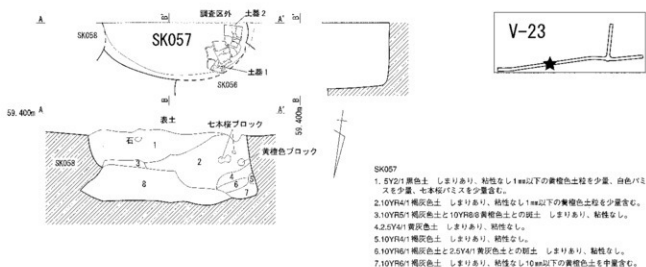 A
B
A'
調査区外
土器2
SK058
SK057
土器1
SK056
V-23
59.400m
A
B'
A'
B
59.400m
表土
七本桜ブロック
石
1
2
黄橙色ブロック
SK058
3
4
5
6
7
8
SK057
1. 5Y2/1黒色土 しまりあり、粘性なし1mm以下の黄橙色土粒を少量、白色パミ
スを少量、七本桜パミスを少量含む。
2.10YR4/1褐灰色土 しまりあり、粘性なし1mm以下の黄橙色土粒を少量含む。
3.10YR5/1褐灰色土と10YR8/8黄橙色土との斑土 しまりあり、粘性なし。
4.2.5Y4/1黄灰色土 しまりあり、粘性なし。
5.10YR4/1褐灰色土 しまりあり、粘性なし。
6.10YR6/1褐灰色土と2.5Y4/1黄灰色土との斑土 しまりあり、粘性なし。
7.10YR6/1褐灰色土 しまりあり、粘性なし10mm以下の黄橙色土を中量含む。